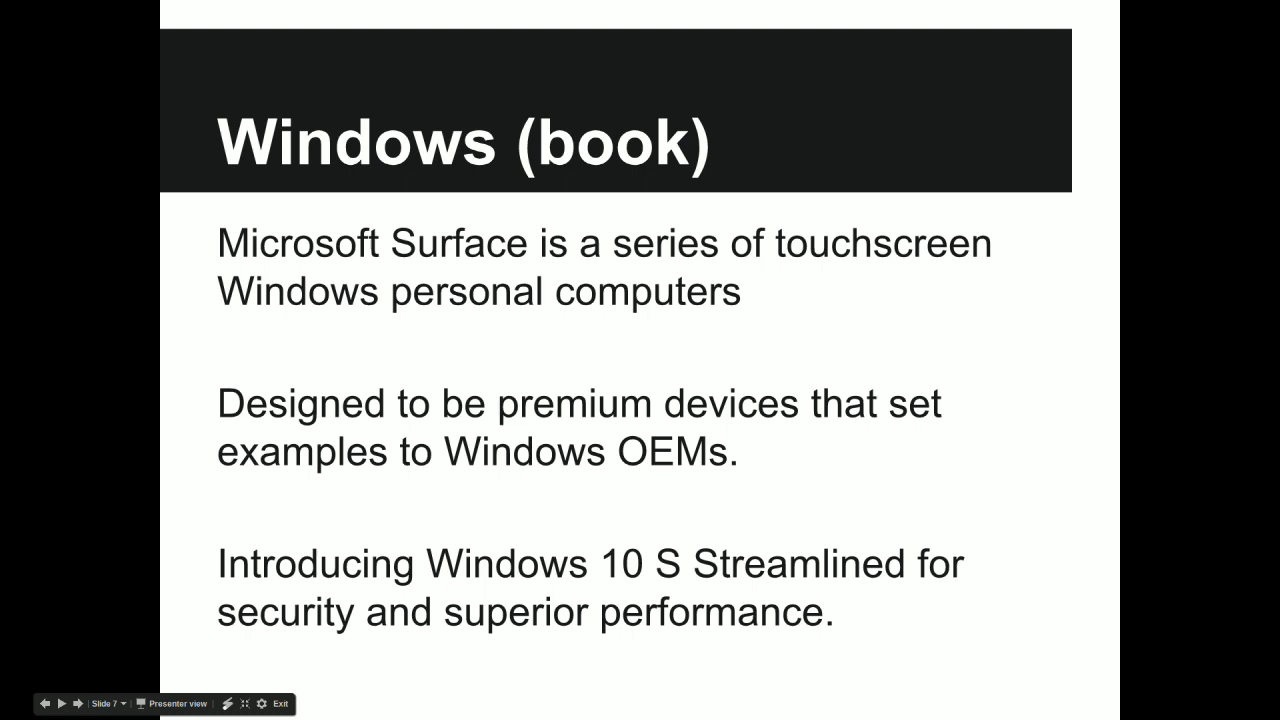 Windows (book)
Microsoft Surface is a series of touchscreen
Windows personal computers
Designed to be premium devices that set
examples to Windows OEMs.
Introducing Windows 10 S Streamlined for
security and superior performance.
Slide 7 Presenter view Exit